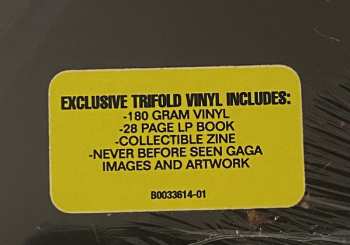 EXCLUSIVE TRIFOLD VINYL INCLUDES:
-180 GRAM VINYL
-28 PAGE LP BOOK
-COLLECTIBLE ZINE
-NEVER BEFORE SEEN GAGA
IMAGES AND ARTWORK
B0033614-01